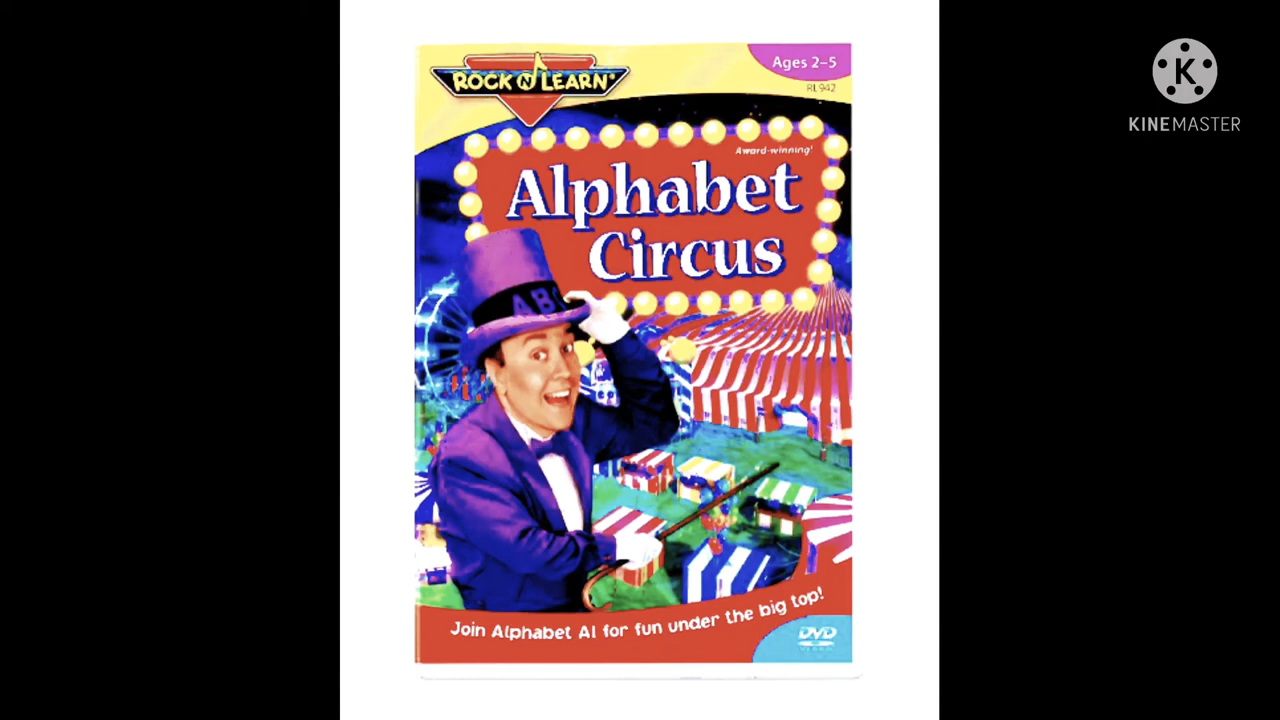 ROCK N LEARN
Ages 2–5
RL942
Award-winning!
Alphabet
Circus
ABC
Join Alphabet Al for fun under the big top!
DVD
VIDEO
K
KINEMASTER